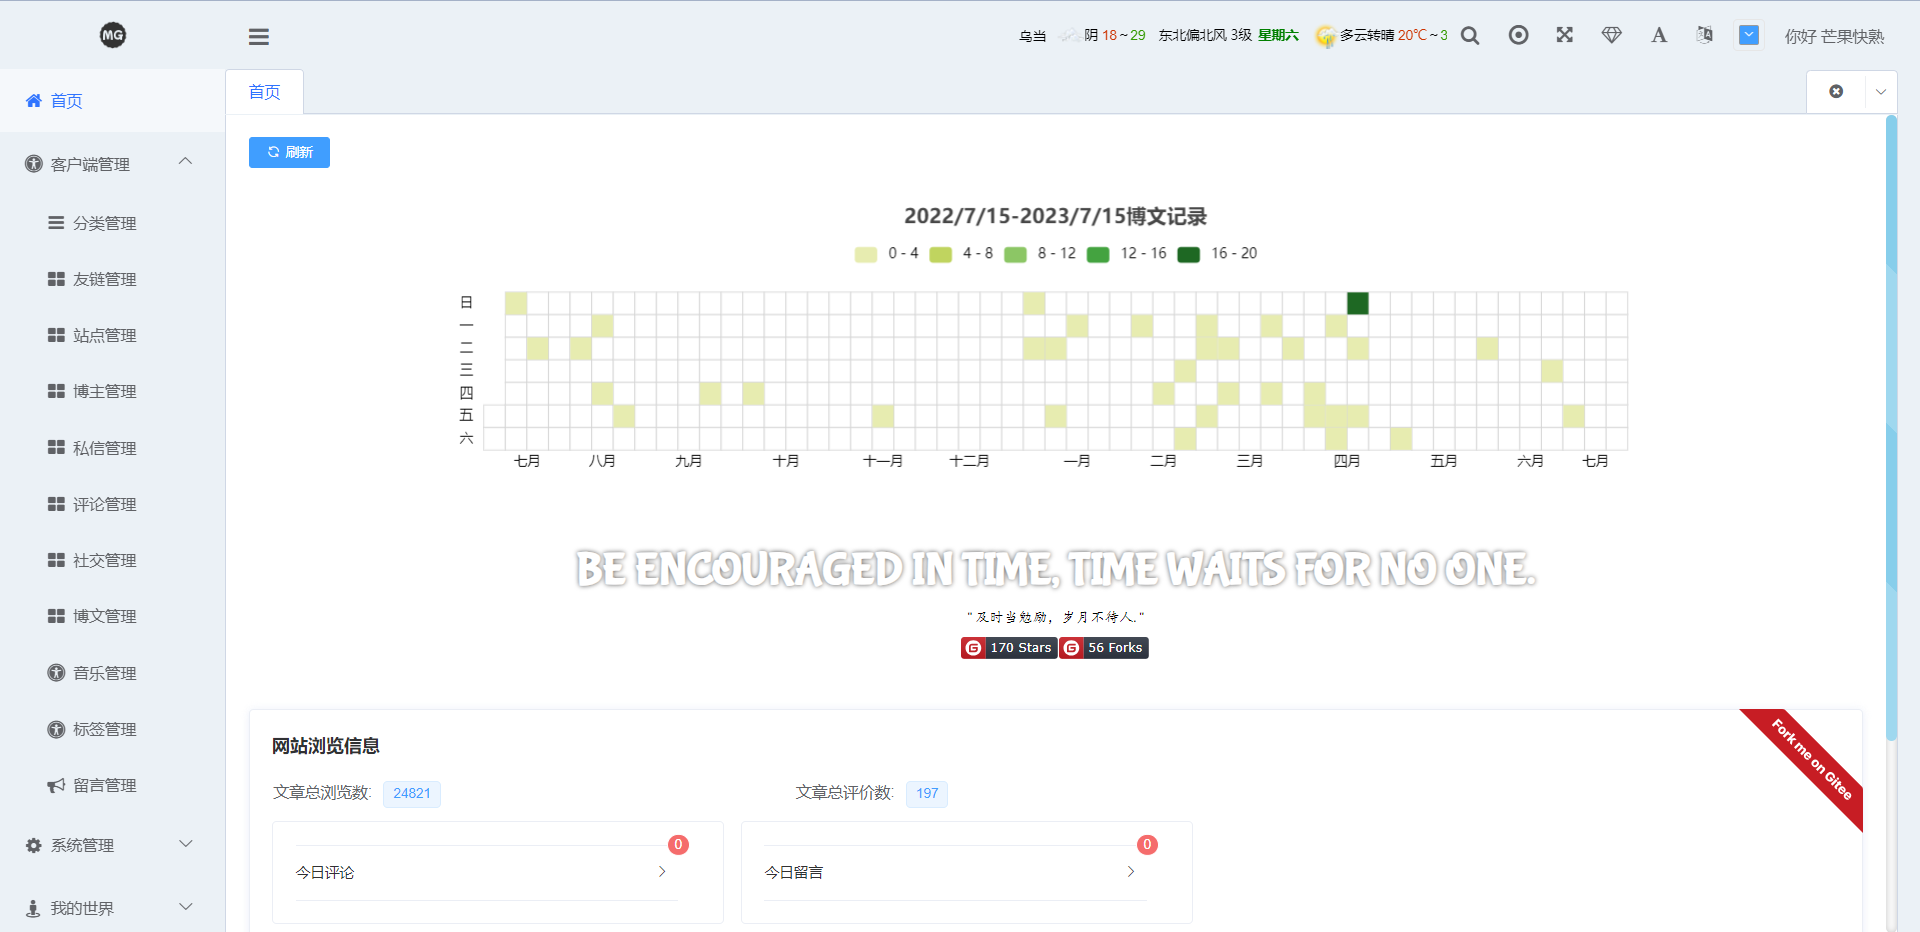 MG
乌当 阴 18 ~ 29 东北偏北风 3级 星期六 多云转晴 20℃ ~ 3
你好 芒果快熟
首页
客户端管理
分类管理
友链管理
站点管理
博主管理
私信管理
评论管理
社交管理
博文管理
音乐管理
标签管理
留言管理
系统管理
我的世界
首页
刷新
2022/7/15-2023/7/15博文记录
0 - 4 4 - 8 8 - 12 12 - 16 16 - 20
日
一
二
三
四
五
六
七月 八月 九月 十月 十一月 十二月 一月 二月 三月 四月 五月 六月 七月
BE ENCOURAGED IN TIME, TIME WAITS FOR NO ONE.
"及时当勉励，岁月不待人."
G 170 Stars G 56 Forks
网站浏览信息
Fork me on Gitee
文章总浏览数: 24821 文章总评价数: 197
0 0
今日评论 今日留言